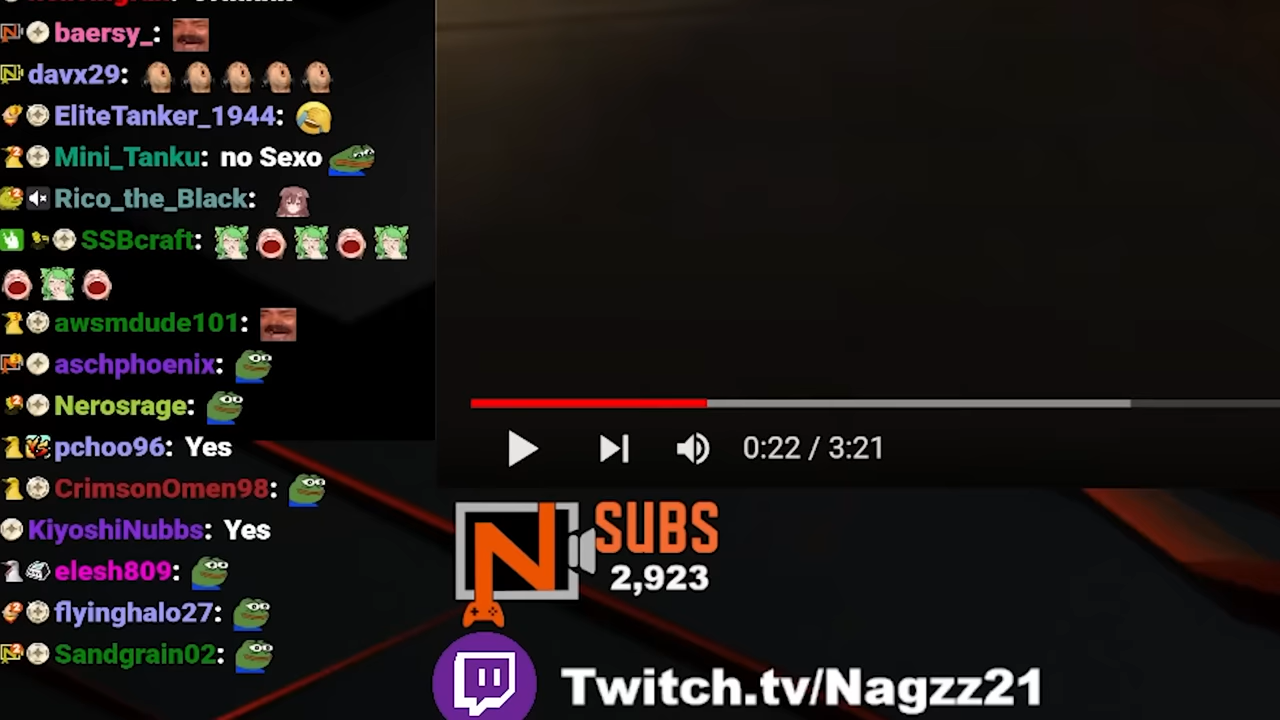 baersy_:
davx29:
EliteTanker_1944:
Mini_Tanku: no Sexo
Rico_the_Black:
SSBcraft:
awsmdude101:
aschphoenix:
Nerosrage:
pchoo96: Yes
CrimsonOmen98:
KiyoshiNubbs: Yes
elesh809:
flyinghalo27:
Sandgrain02:
0:22 / 3:21
N SUBS
2,923
Twitch.tv/Nagzz21